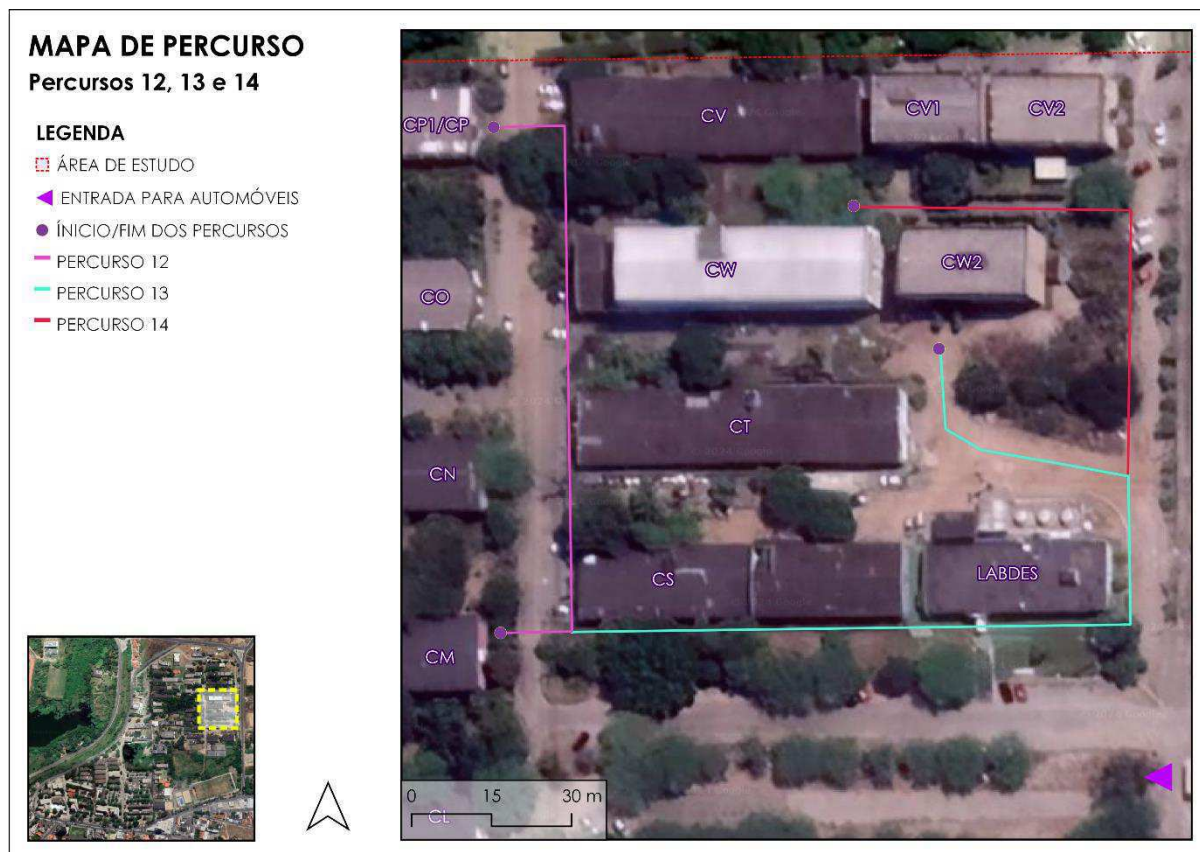 MAPA DE PERCURSO
Percursos 12, 13 e 14
LEGENDA
ÁREA DE ESTUDO
ENTRADA PARA AUTOMÓVEIS
ÍNICIO/FIM DOS PERCURSOS
PERCURSO 12
PERCURSO 13
PERCURSO 14
CP1/CP
CV
CV1
CV2
CO
CW
CW2
CN
CT
CS
LABDES
CM
CL
0 15 30 m